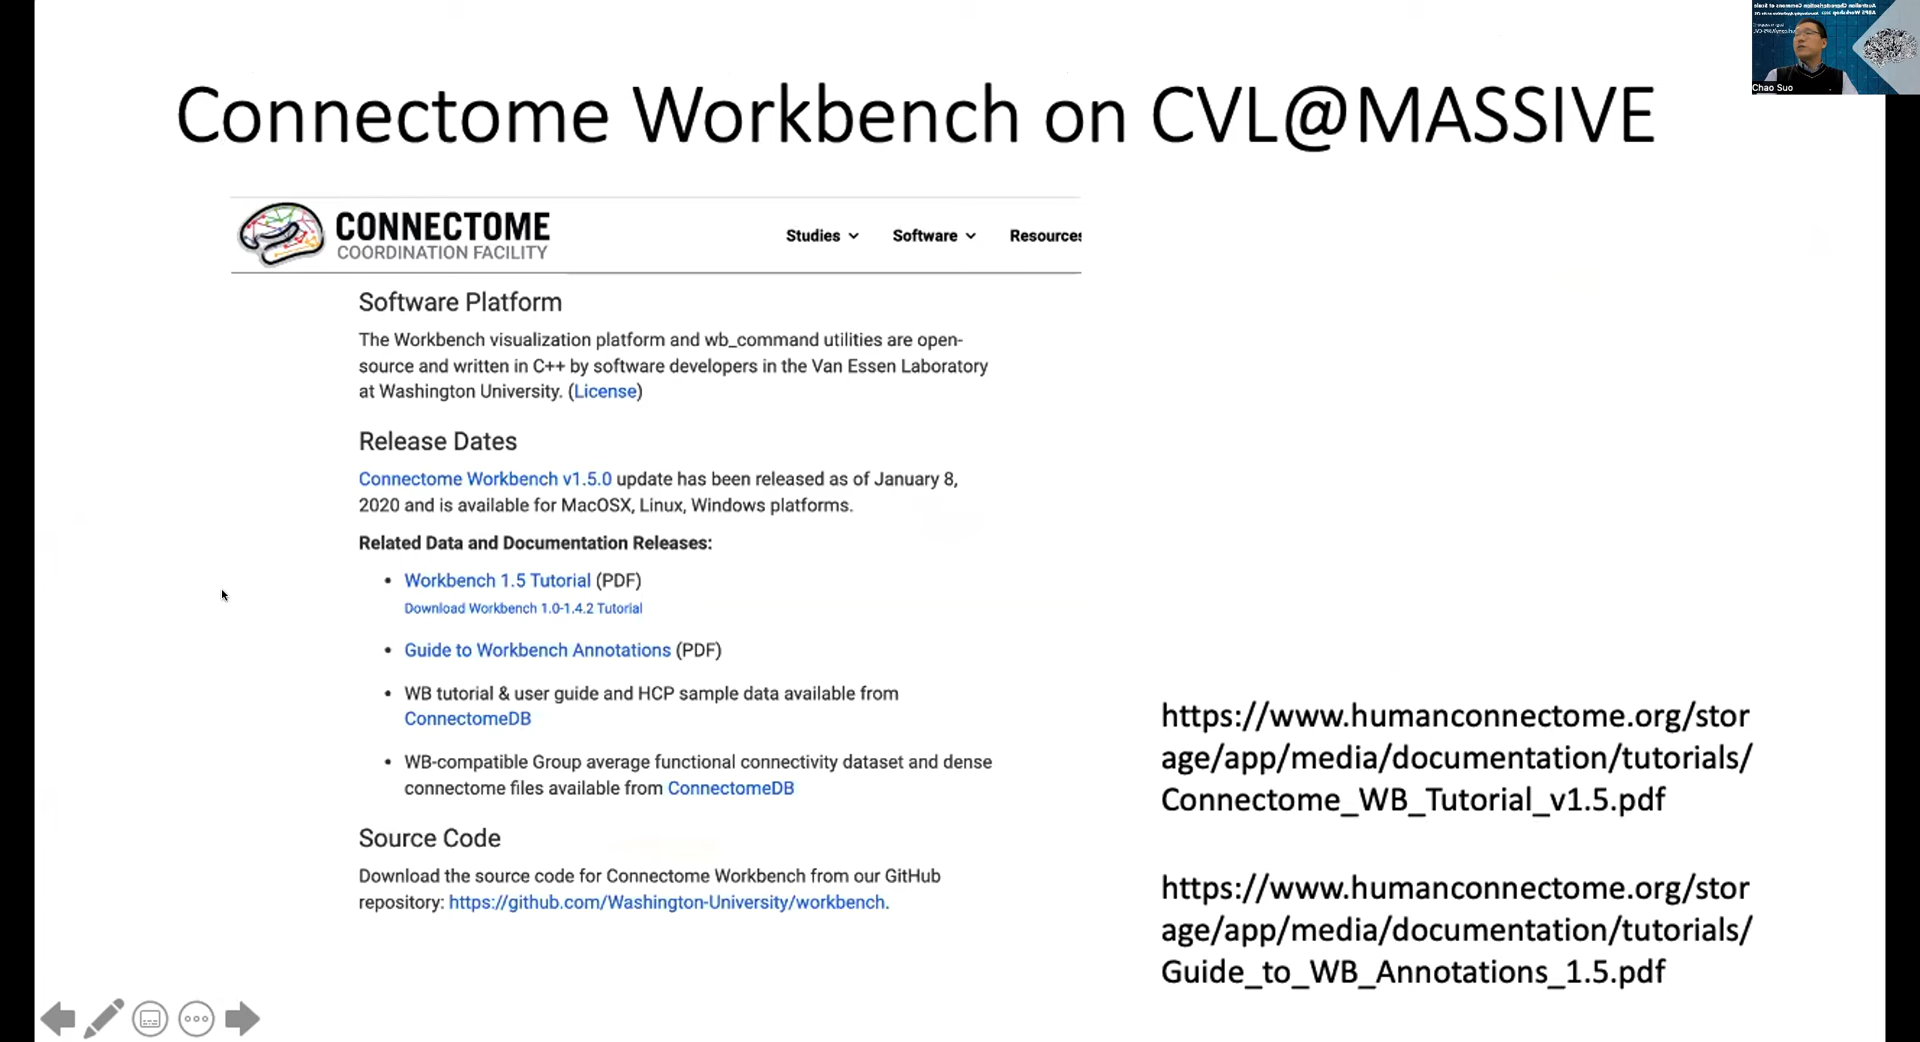 Connectome Workbench on CVL@MASSIVE
Chao Suo
CONNECTOME
COORDINATION FACILITY
Studies
Software
Resources
Software Platform
The Workbench visualization platform and wb_command utilities are open-
source and written in C++ by software developers in the Van Essen Laboratory
at Washington University. (License)
Release Dates
Connectome Workbench v1.5.0 update has been released as of January 8,
2020 and is available for MacOSX, Linux, Windows platforms.
Related Data and Documentation Releases:
• Workbench 1.5 Tutorial (PDF)
Download Workbench 1.0-1.4.2 Tutorial
• Guide to Workbench Annotations (PDF)
• WB tutorial & user guide and HCP sample data available from
ConnectomeDB
• WB-compatible Group average functional connectivity dataset and dense
connectome files available from ConnectomeDB
Source Code
Download the source code for Connectome Workbench from our GitHub
repository: https://github.com/Washington-University/workbench.
https://www.humanconnectome.org/stor
age/app/media/documentation/tutorials/
Connectome_WB_Tutorial_v1.5.pdf
https://www.humanconnectome.org/stor
age/app/media/documentation/tutorials/
Guide_to_WB_Annotations_1.5.pdf